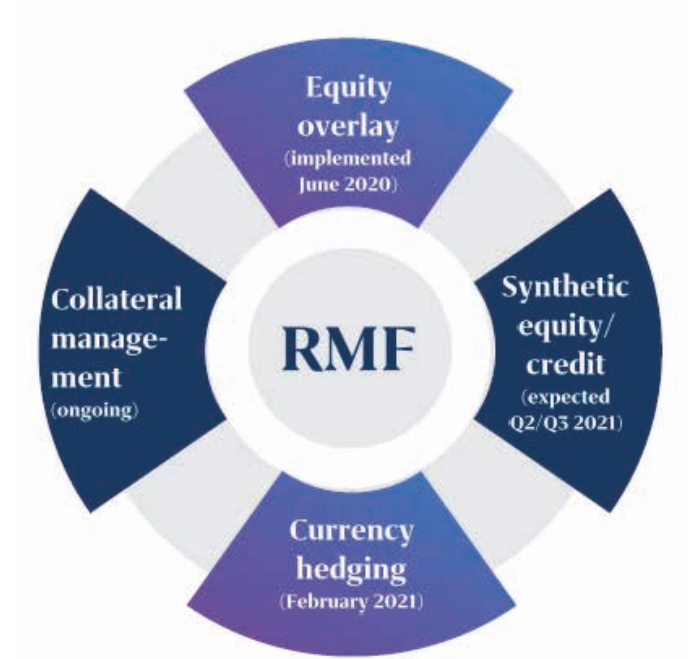 Equity
overlay
(implemented
June 2020)
Collateral
manage-
ment
(ongoing)
RMF
Synthetic
equity/
credit
(expected
Q2/Q3 2021)
Currency
hedging
(February 2021)